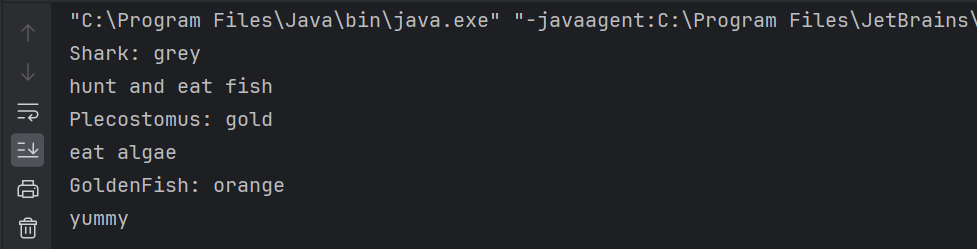 "C:\Program Files\Java\bin\java.exe" "-javaagent:C:\Program Files\JetBrains\
Shark: grey
hunt and eat fish
Plecostomus: gold
eat algae
GoldenFish: orange
yummy